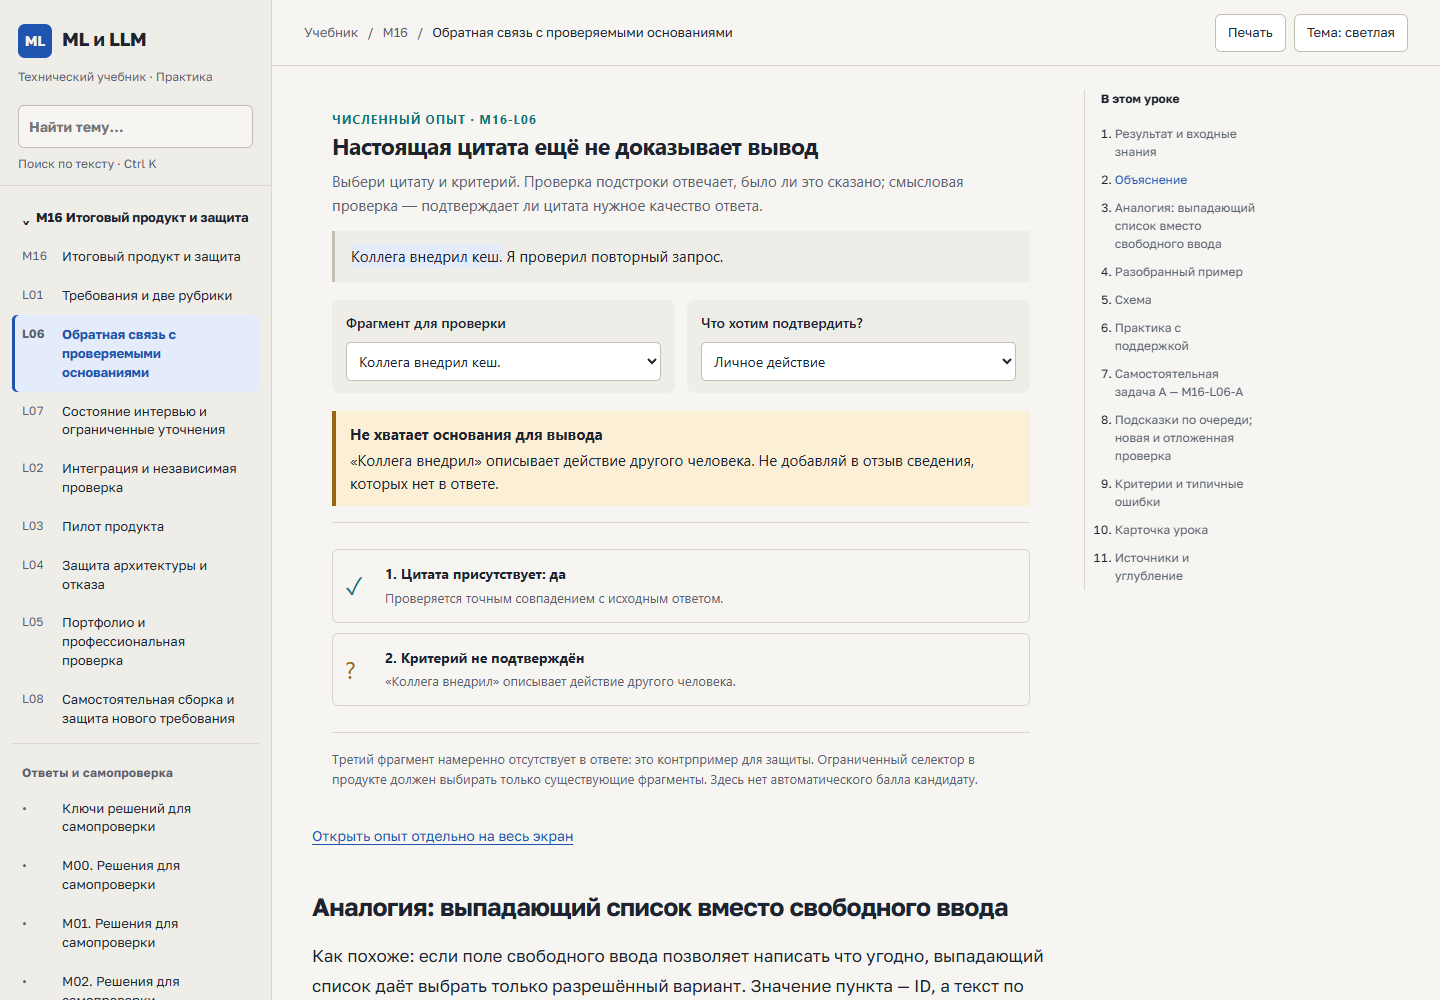 ML
ML и LLM
Технический учебник · Практика
Найти тему...
Поиск по тексту · Ctrl K
M16 Итоговый продукт и защита
M16 Итоговый продукт и защита
L01 Требования и две рубрики
L06 Обратная связь с
проверяемыми
основаниями
L07 Состояние интервью и
ограниченные уточнения
L02 Интеграция и независимая
проверка
L03 Пилот продукта
L04 Защита архитектуры и
отказа
L05 Портфолио и
профессиональная
проверка
L08 Самостоятельная сборка и
защита нового требования
Ответы и самопроверка
• Ключи решений для
самопроверки
• M00. Решения для
самопроверки
• M01. Решения для
самопроверки
• M02. Решения для
самопроверки
Учебник / M16 / Обратная связь с проверяемыми основаниями
Печать
Тема: светлая
ЧИСЛЕННЫЙ ОПЫТ · M16-L06
Настоящая цитата ещё не доказывает вывод
Выбери цитату и критерий. Проверка подстроки отвечает, было ли это сказано; смысловая
проверка — подтверждает ли цитата нужное качество ответа.
Коллега внедрил кеш. Я проверил повторный запрос.
Фрагмент для проверки
Коллега внедрил кеш.
Что хотим подтвердить?
Личное действие
Не хватает основания для вывода
«Коллега внедрил» описывает действие другого человека. Не добавляй в отзыв сведения,
которых нет в ответе.
✓ 1. Цитата присутствует: да
Проверяется точным совпадением с исходным ответом.
? 2. Критерий не подтверждён
«Коллега внедрил» описывает действие другого человека.
Третий фрагмент намеренно отсутствует в ответе: это контрпример для защиты. Ограниченный селектор в
продукте должен выбирать только существующие фрагменты. Здесь нет автоматического балла кандидату.
Открыть опыт отдельно на весь экран
Аналогия: выпадающий список вместо свободного ввода
Как похоже: если поле свободного ввода позволяет написать что угодно, выпадающий
список даёт выбрать только разрешённый вариант. Значение пункта — ID, а текст по
В этом уроке
1. Результат и входные
знания
2. Объяснение
3. Аналогия: выпадающий
список вместо
свободного ввода
4. Разобранный пример
5. Схема
6. Практика с
поддержкой
7. Самостоятельная
задача А — M16-L06-A
8. Подсказки по очереди;
новая и отложенная
проверка
9. Критерии и типичные
ошибки
10. Карточка урока
11. Источники и
углубление